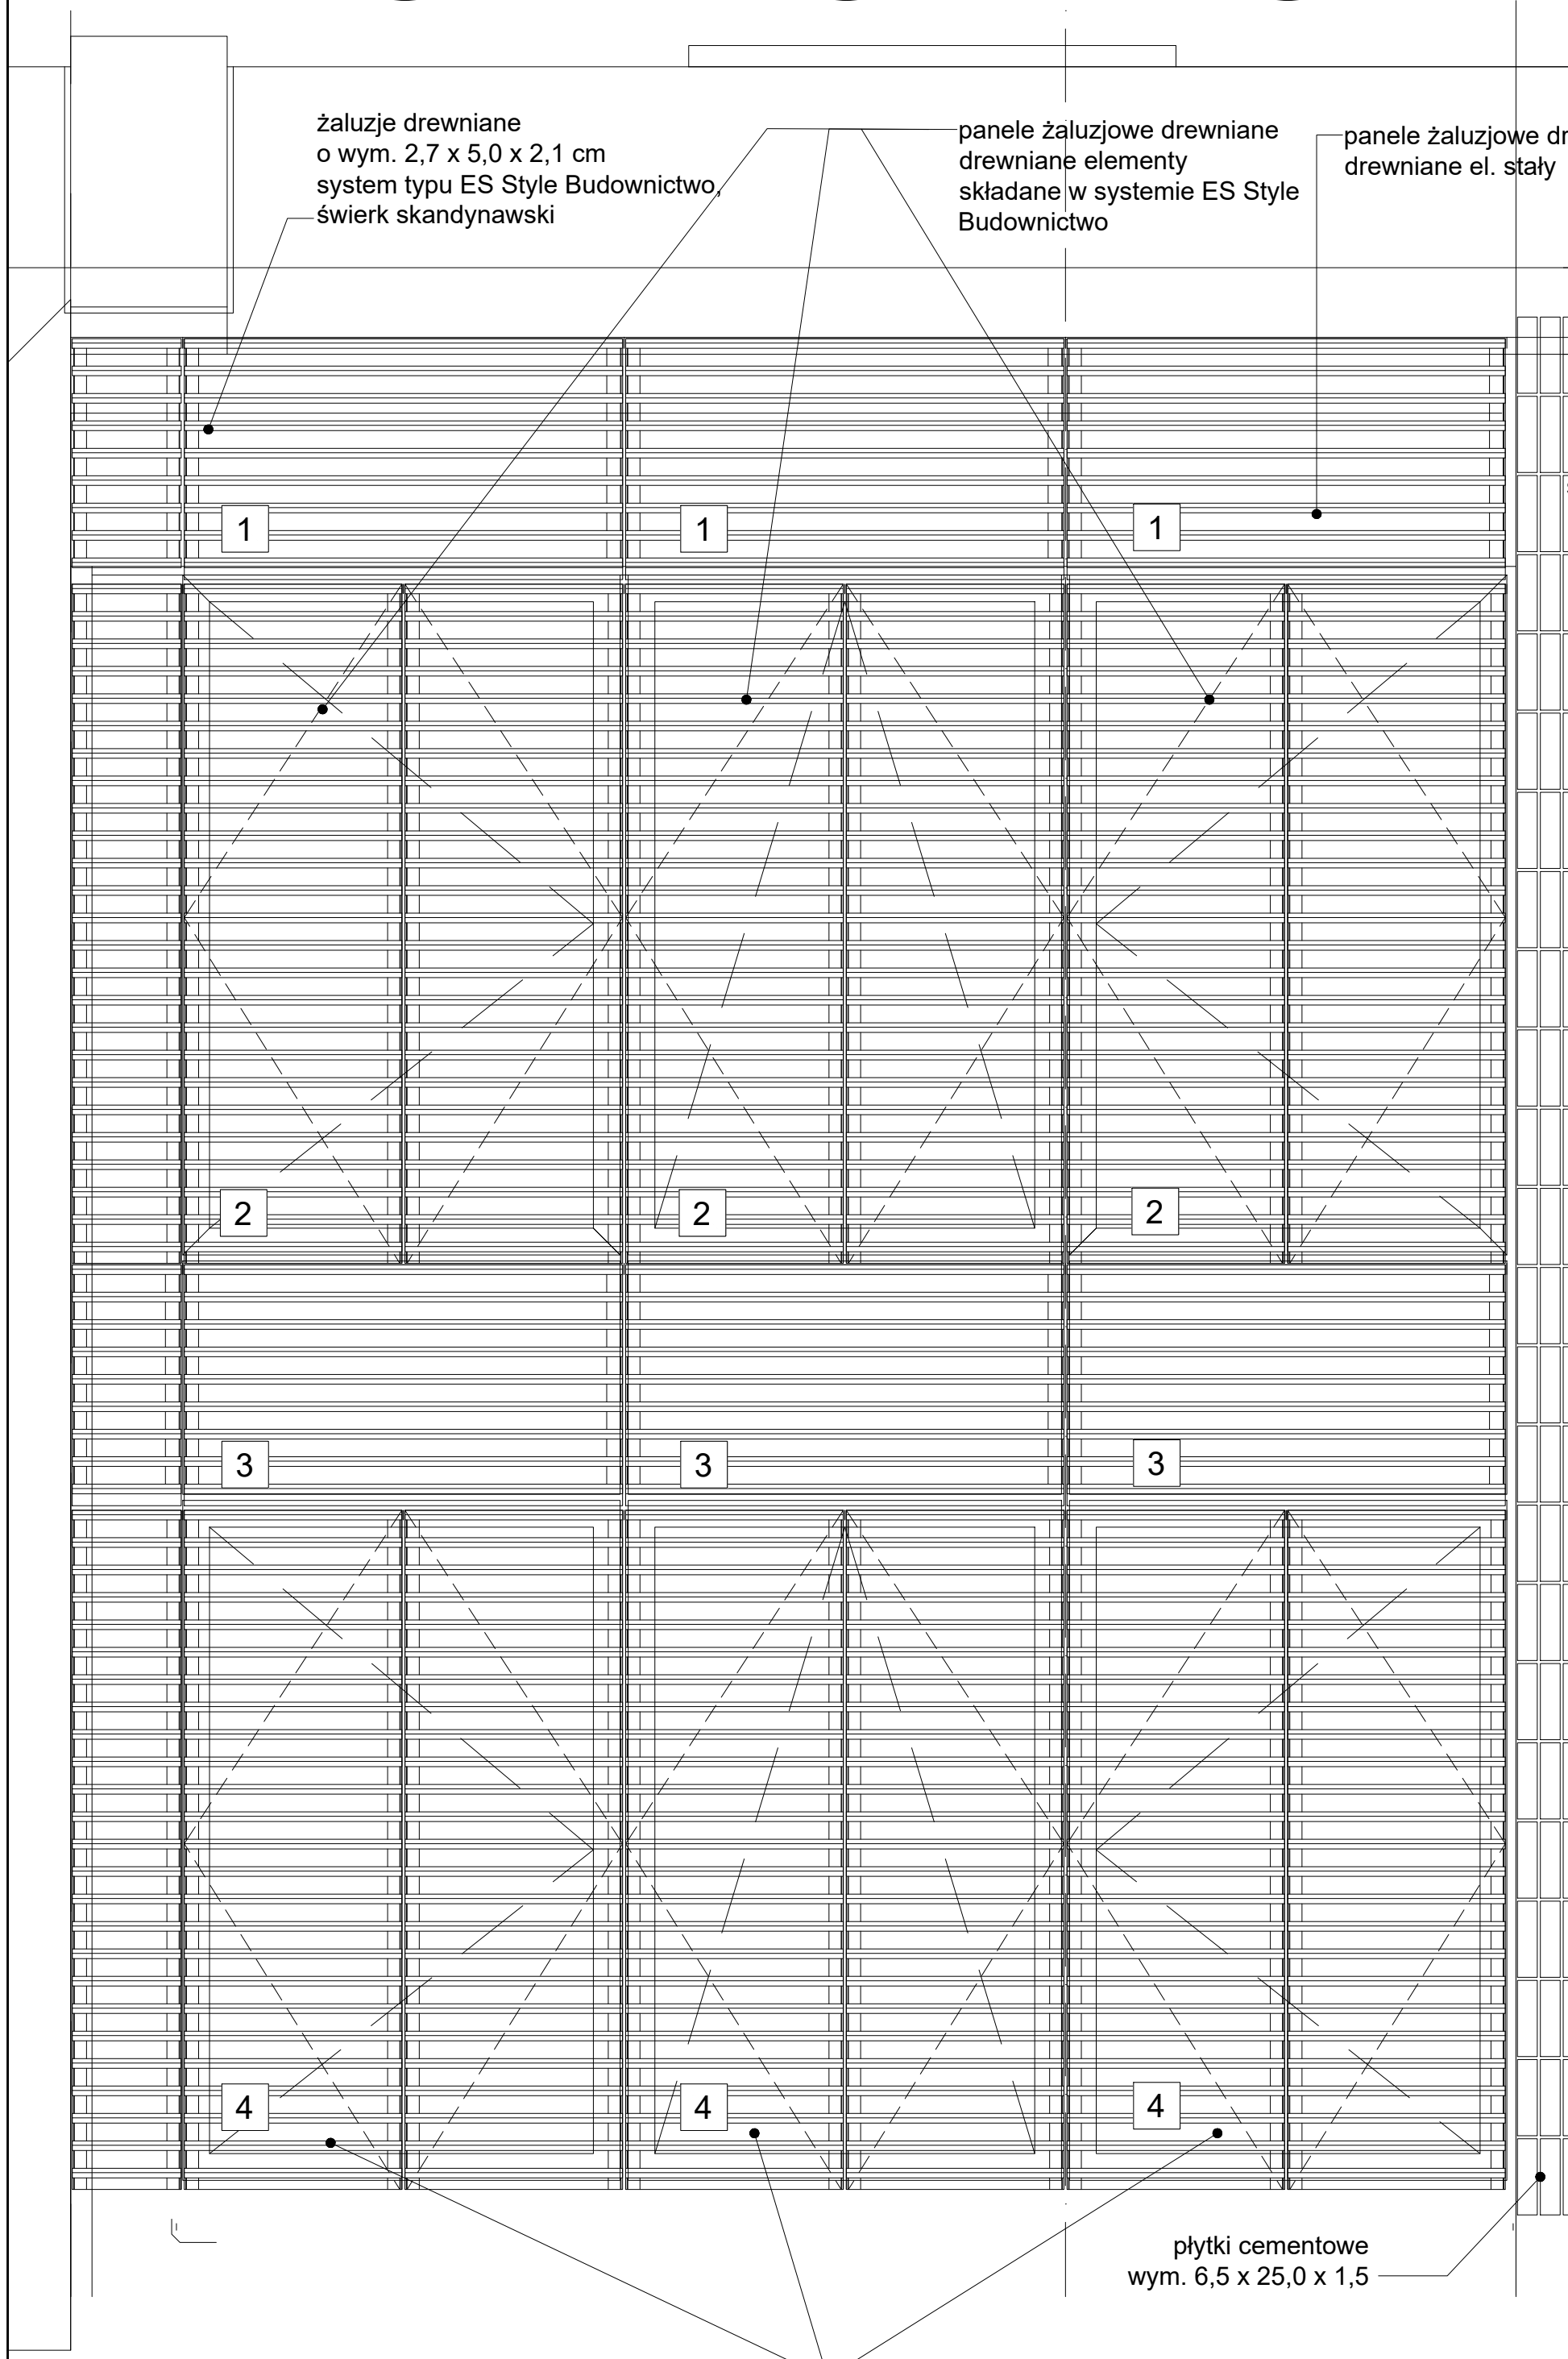 żaluzje drewniane
o wym. 2,7 x 5,0 x 2,1 cm
system typu ES Style Budownictwo,
świerk skandynawski
panele żaluzjowe drewniane
drewniane elementy
składane w systemie ES Style
Budownictwo
panele żaluzjowe
drewniane el. stały
1
1
1
2
2
2
3
3
3
4
4
4
płytki cementowe
wym. 6,5 x 25,0 x 1,5